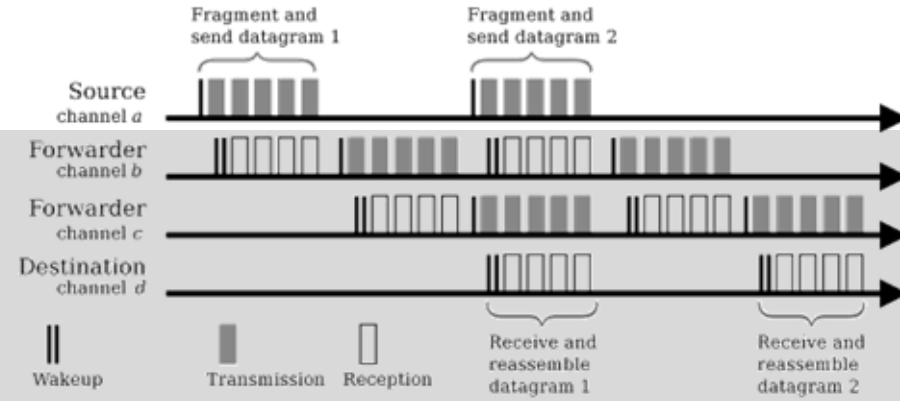 Fragment and
send datagram 1
Fragment and
send datagram 2
Source
channel a
Forwarder
channel b
Forwarder
channel c
Destination
channel d
Wakeup
Transmission
Reception
Receive and
reassemble
datagram 1
Receive and
reassemble
datagram 2